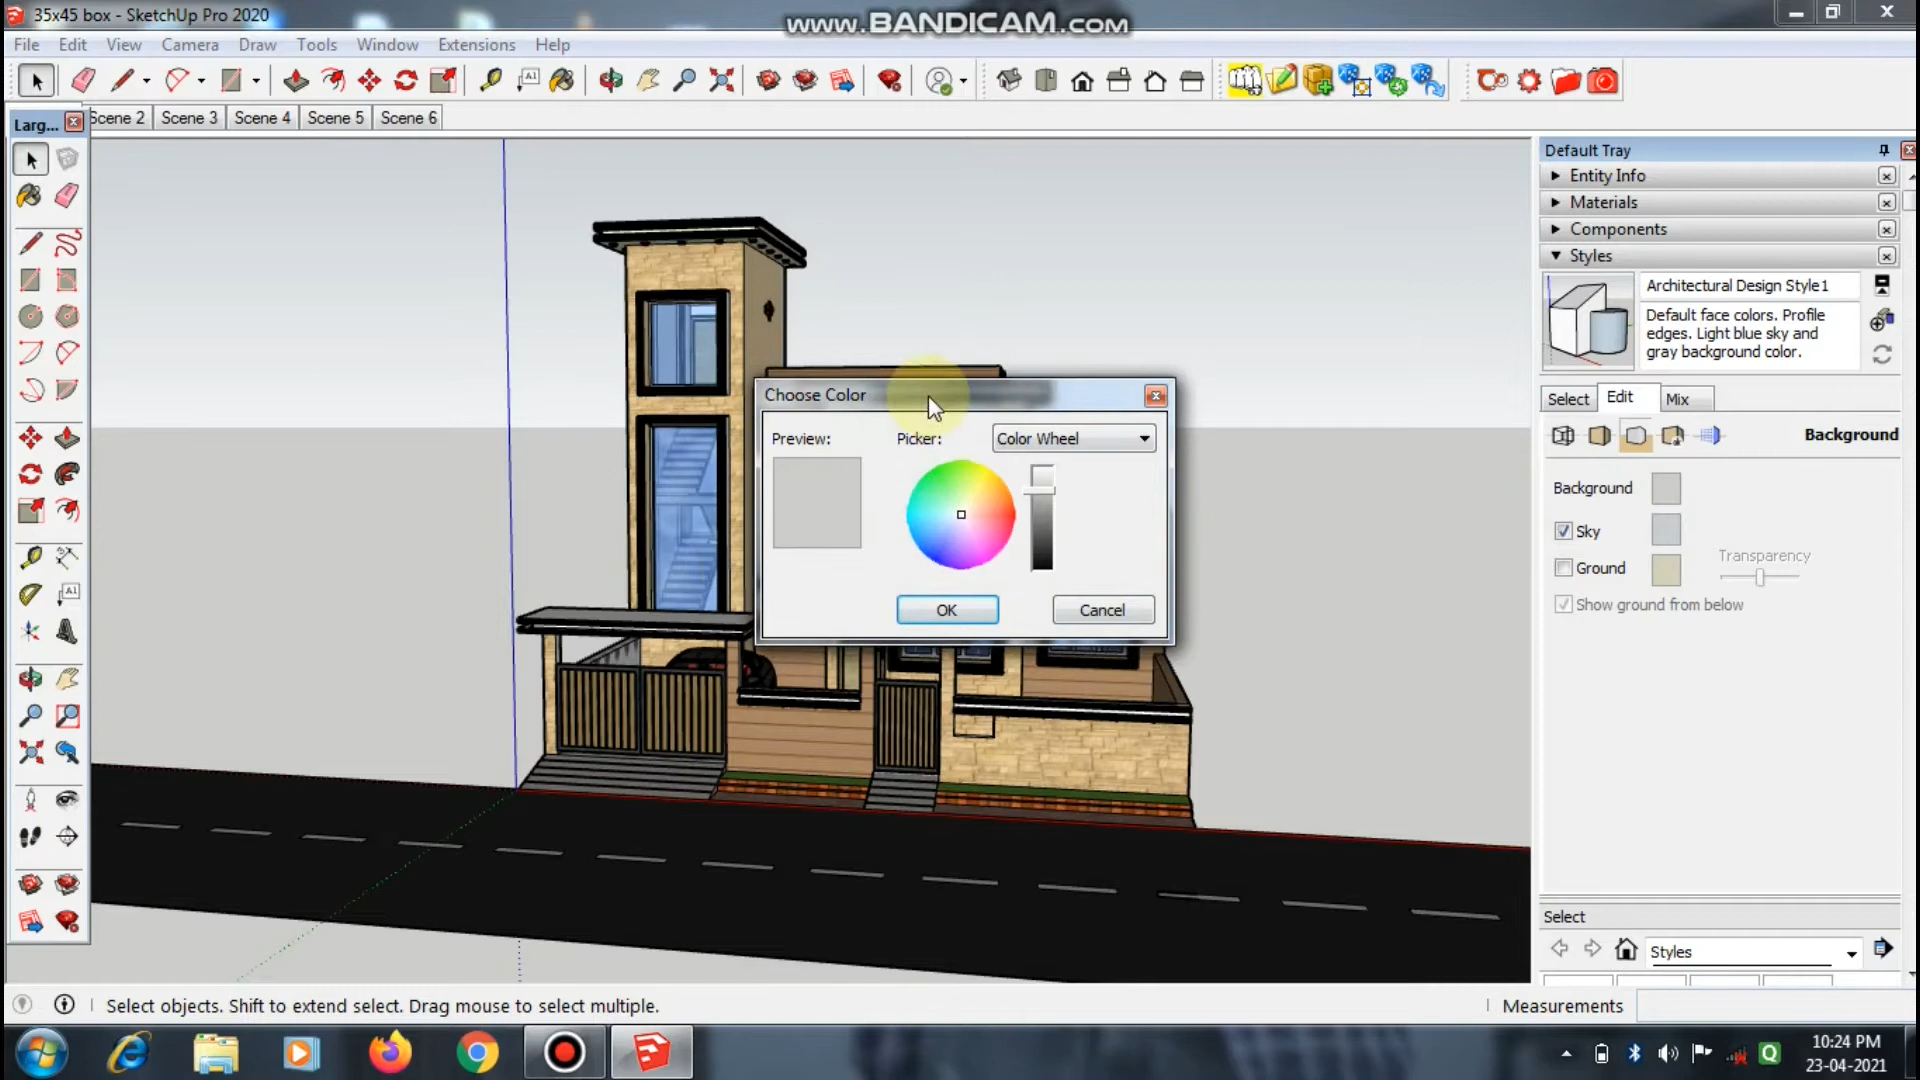 35x45 box - SketchUp Pro 2020
www.BANDICAM.com
File Edit View Camera Draw Tools Window Extensions Help
Scene 2 Scene 3 Scene 4 Scene 5 Scene 6
Larg...
Default Tray
Entity Info
Materials
Components
Styles
Architectural Design Style1
Default face colors. Profile
edges. Light blue sky and
gray background color.
Select Edit Mix
Background
Background
Sky
Transparency
Ground
Show ground from below
Choose Color
Preview: Picker: Color Wheel
OK Cancel
Select
Styles
Select objects. Shift to extend select. Drag mouse to select multiple.
Measurements
10:24 PM
23-04-2021